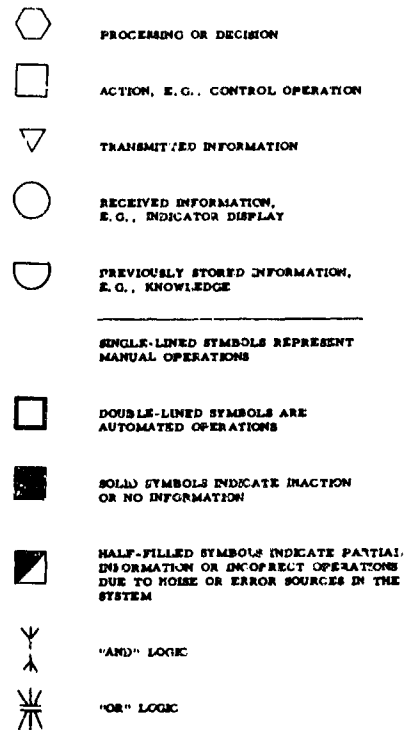 PROCESSING OR DECISION
ACTION, E.G., CONTROL OPERATION
TRANSMITTED INFORMATION
RECEIVED INFORMATION,
E.G., INDICATOR DISPLAY
PREVIOUSLY STORED INFORMATION,
E.G., KNOWLEDGE
SINGLE-LINED SYMBOLS REPRESENT
MANUAL OPERATIONS
DOUBLE-LINED SYMBOLS ARE
AUTOMATED OPERATIONS
SOLID SYMBOLS INDICATE INACTION
OR NO INFORMATION
HALF-FILLED SYMBOLS INDICATE PARTIAL
INFORMATION OR INCORRECT OPERATIONS
DUE TO NOISE OR ERROR SOURCES IN THE
SYSTEM
"AND" LOGIC
"OR" LOGIC